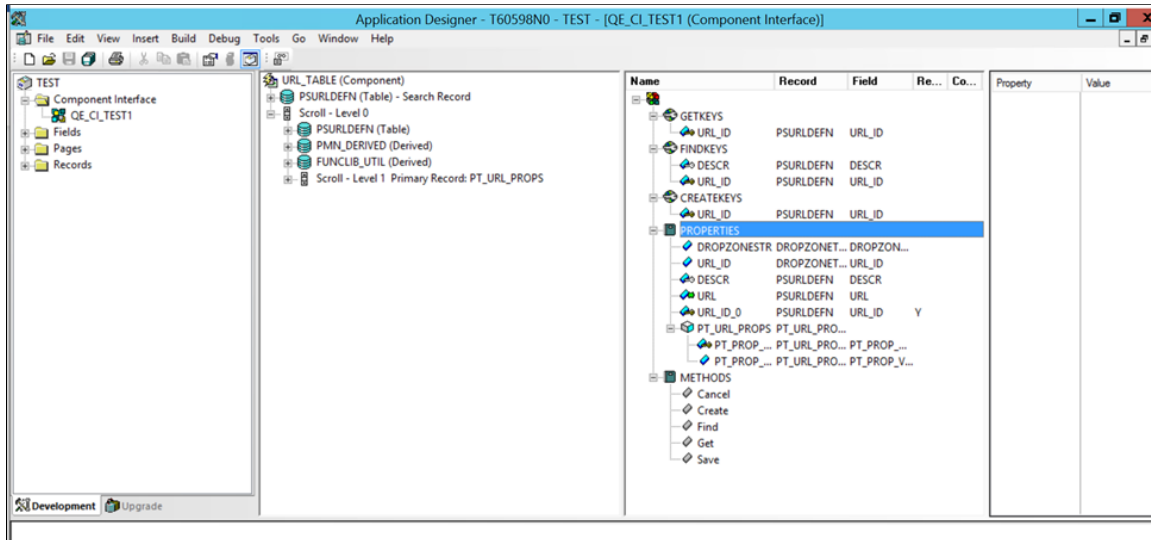 Application Designer - T60598N0 - TEST - [QE_CI_TEST1 (Component Interface)]
File Edit View Insert Build Debug Tools Go Window Help
TEST
Component Interface
QE_CI_TEST1
Fields
Pages
Records
Development
Upgrade
URL_TABLE (Component)
PSURLDEFN (Table) - Search Record
Scroll - Level 0
PSURLDEFN (Table)
PMN_DERIVED (Derived)
FUNCLIB_UTIL (Derived)
Scroll - Level 1 Primary Record: PT_URL_PROPS
Name Record Field Re... Co...
GETKEYS
URL_ID PSURLDEFN URL_ID
FINDKEYS
DESCR PSURLDEFN DESCR
URL_ID PSURLDEFN URL_ID
CREATEKEYS
URL_ID PSURLDEFN URL_ID
PROPERTIES
DROPZONESTR DROPZONET... DROPZON...
URL_ID DROPZONET... URL_ID
DESCR PSURLDEFN DESCR
URL PSURLDEFN URL
URL_ID_0 PSURLDEFN URL_ID Y
PT_URL_PROPS PT_URL_PRO...
PT_PROP_... PT_URL_PRO... PT_PROP_...
PT_PROP_... PT_URL_PRO... PT_PROP_V...
METHODS
Cancel
Create
Find
Get
Save
Property Value